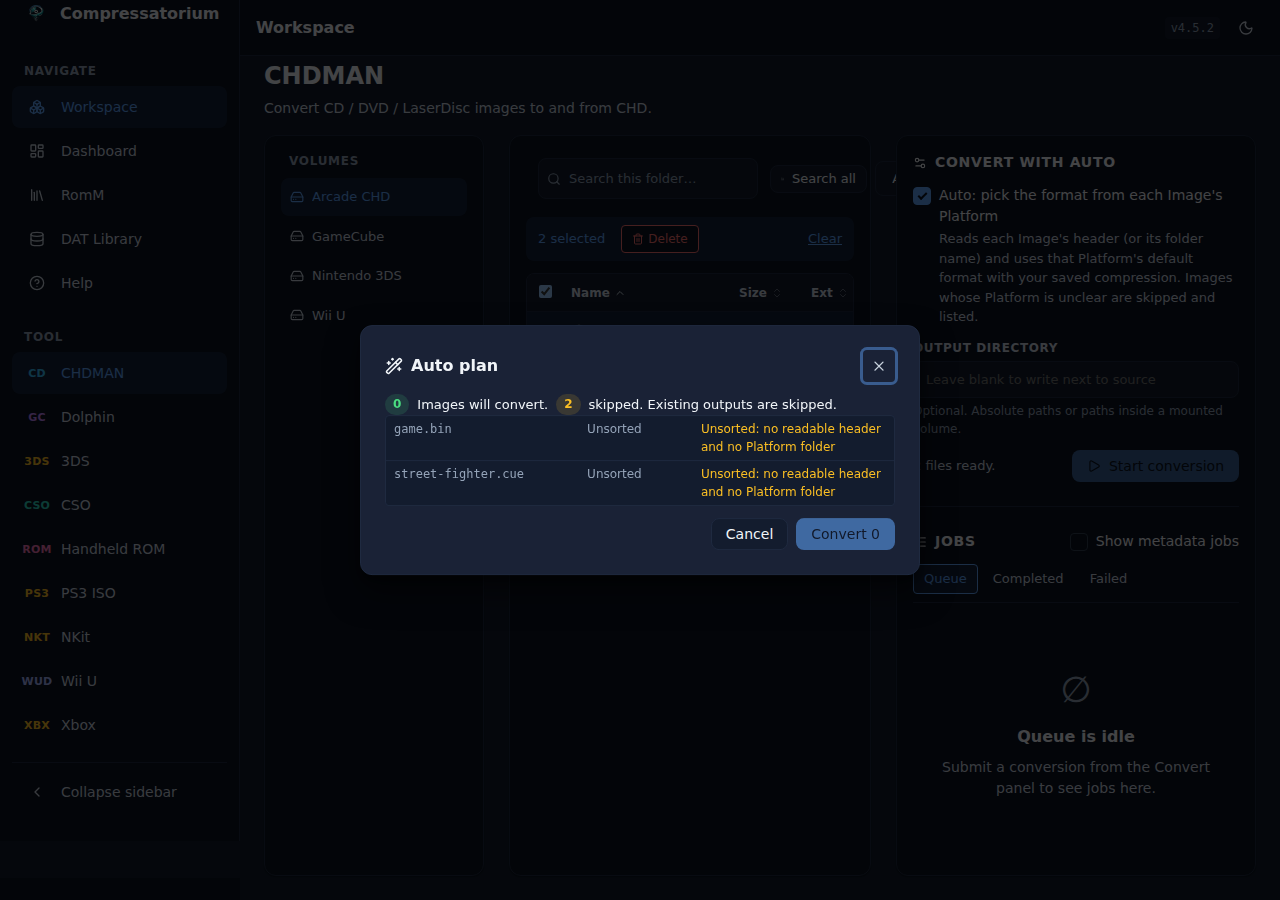 Compressatorium
NAVIGATE
Workspace
Dashboard
RomM
DAT Library
Help
TOOL
CD CHDMAN
GC Dolphin
3DS 3DS
CSO CSO
ROM Handheld ROM
PS3 PS3 ISO
NKT NKit
WUD Wii U
XBX Xbox
Collapse sidebar
Workspace
v4.5.2
CHDMAN
Convert CD / DVD / LaserDisc images to and from CHD.
VOLUMES
Arcade CHD
GameCube
Nintendo 3DS
Wii U
Search this folder…
Search all
2 selected
Delete
Clear
Name
Size
Ext
CONVERT WITH AUTO
Auto: pick the format from each Image's
Platform
Reads each Image's header (or its folder
name) and uses that Platform's default
format with your saved compression. Images
whose Platform is unclear are skipped and
listed.
OUTPUT DIRECTORY
Leave blank to write next to source
Optional. Absolute paths or paths inside a mounted
volume.
files ready.
Start conversion
JOBS
Show metadata jobs
Queue
Completed
Failed
Queue is idle
Submit a conversion from the Convert
panel to see jobs here.
Auto plan
0 Images will convert. 2 skipped. Existing outputs are skipped.
game.bin
Unsorted
Unsorted: no readable header
and no Platform folder
street-fighter.cue
Unsorted
Unsorted: no readable header
and no Platform folder
Cancel
Convert 0